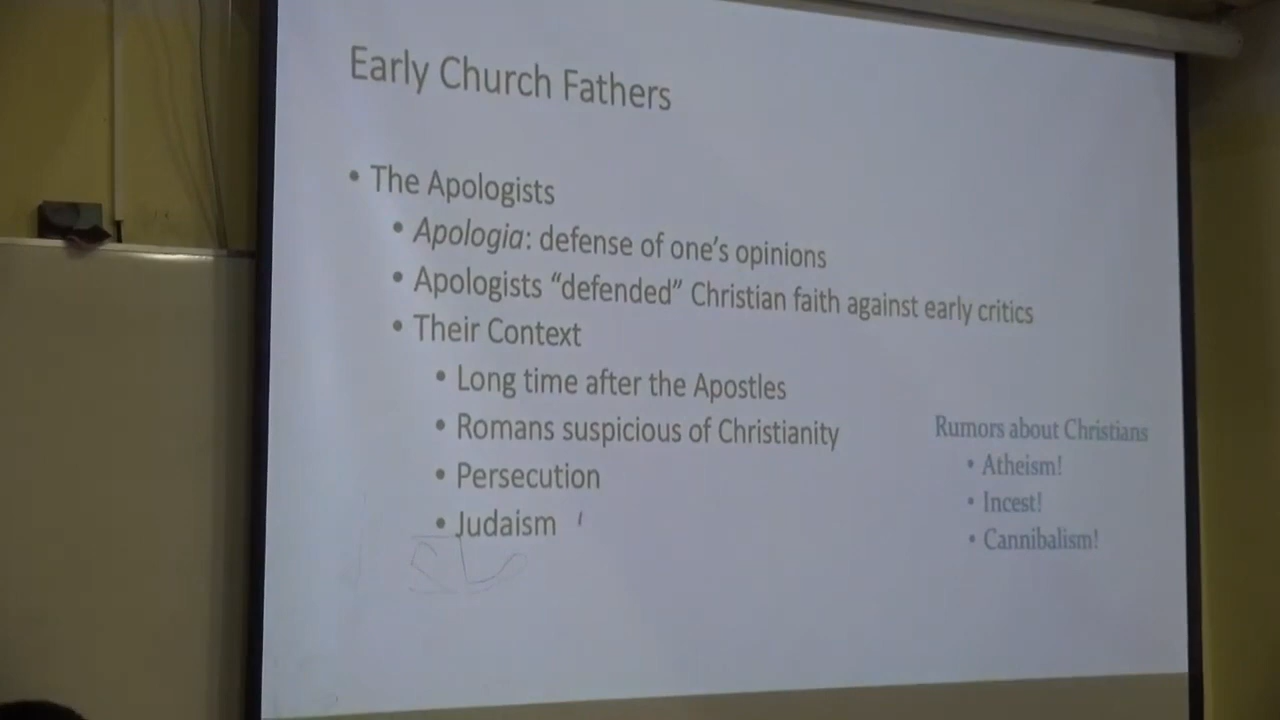 Early Church Fathers
• The Apologists
• Apologia: defense of one's opinions
• Apologists “defended” Christian faith against early critics
• Their Context
• Long time after the Apostles
• Romans suspicious of Christianity
• Persecution
• Judaism
Rumors about Christians
• Atheism!
• Incest!
• Cannibalism!